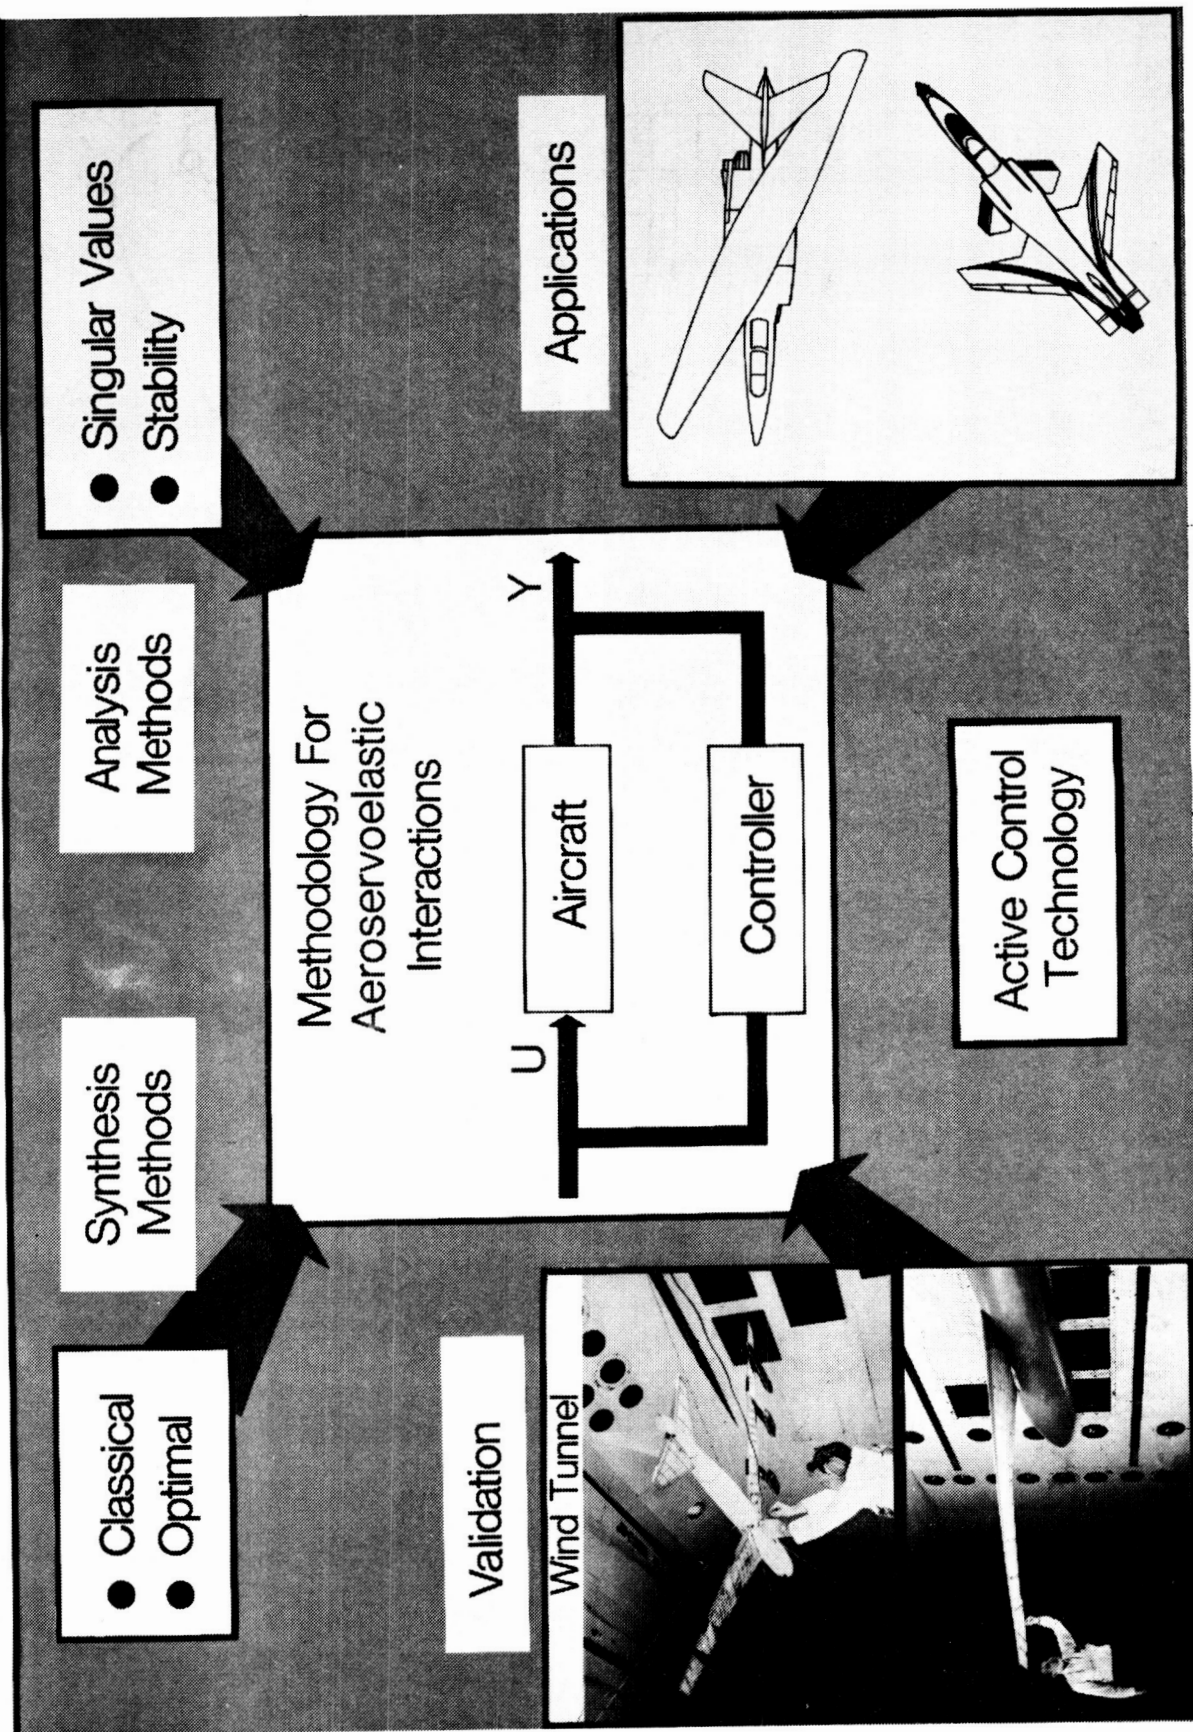 Synthesis
Methods
Analysis
Methods
● Classical
● Optimal
● Singular Values
● Stability
Methodology For
Aeroservoelastic
Interactions
U
Y
Aircraft
Controller
Validation
Wind Tunnel
Applications
Active Control
Technology